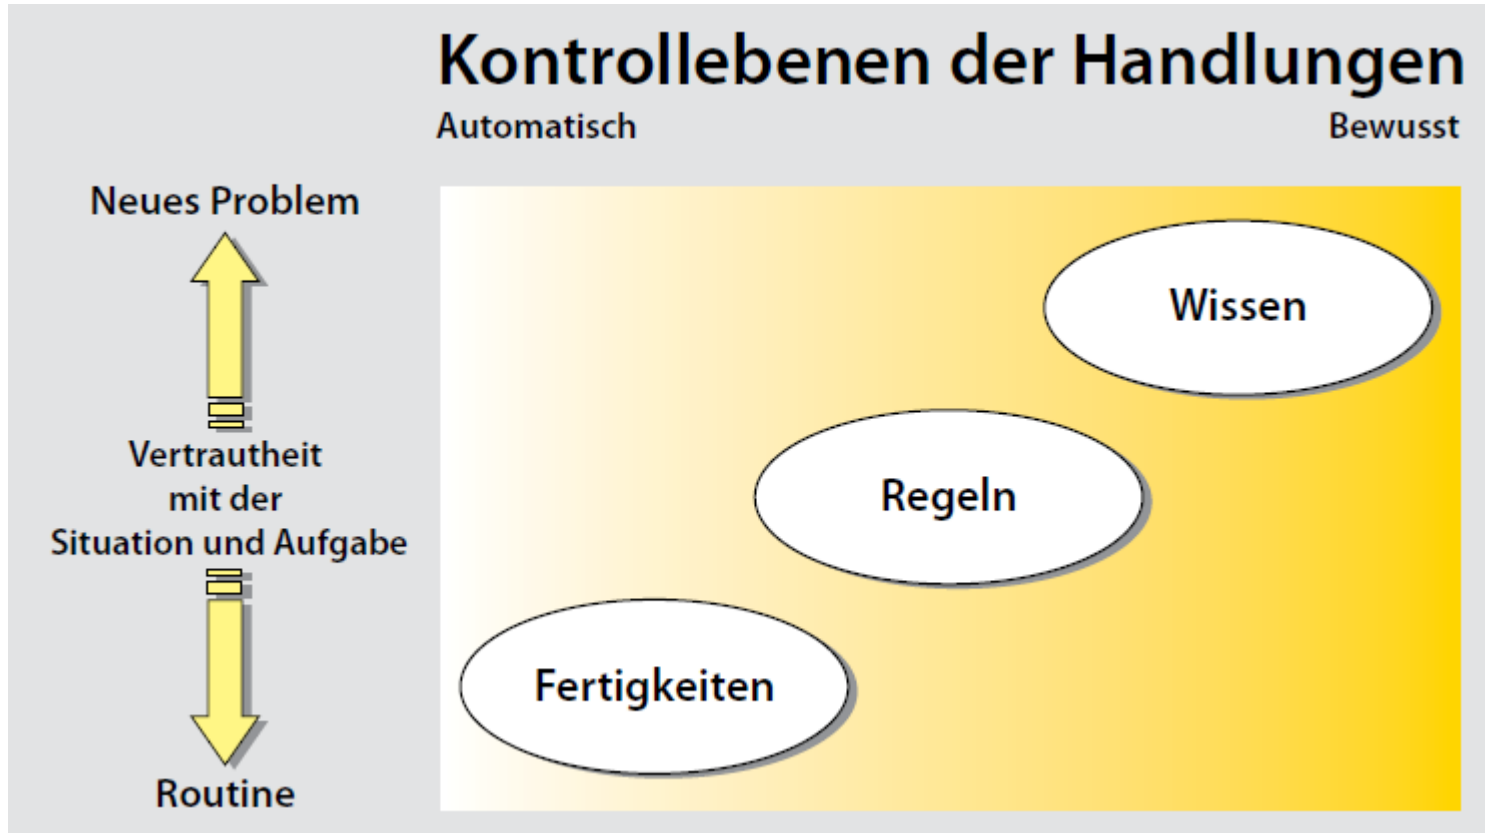 Kontrollebenen der Handlungen
Automatisch
Bewusst
Neues Problem
Wissen
Vertrautheit
mit der
Situation und Aufgabe
Regeln
Fertigkeiten
Routine